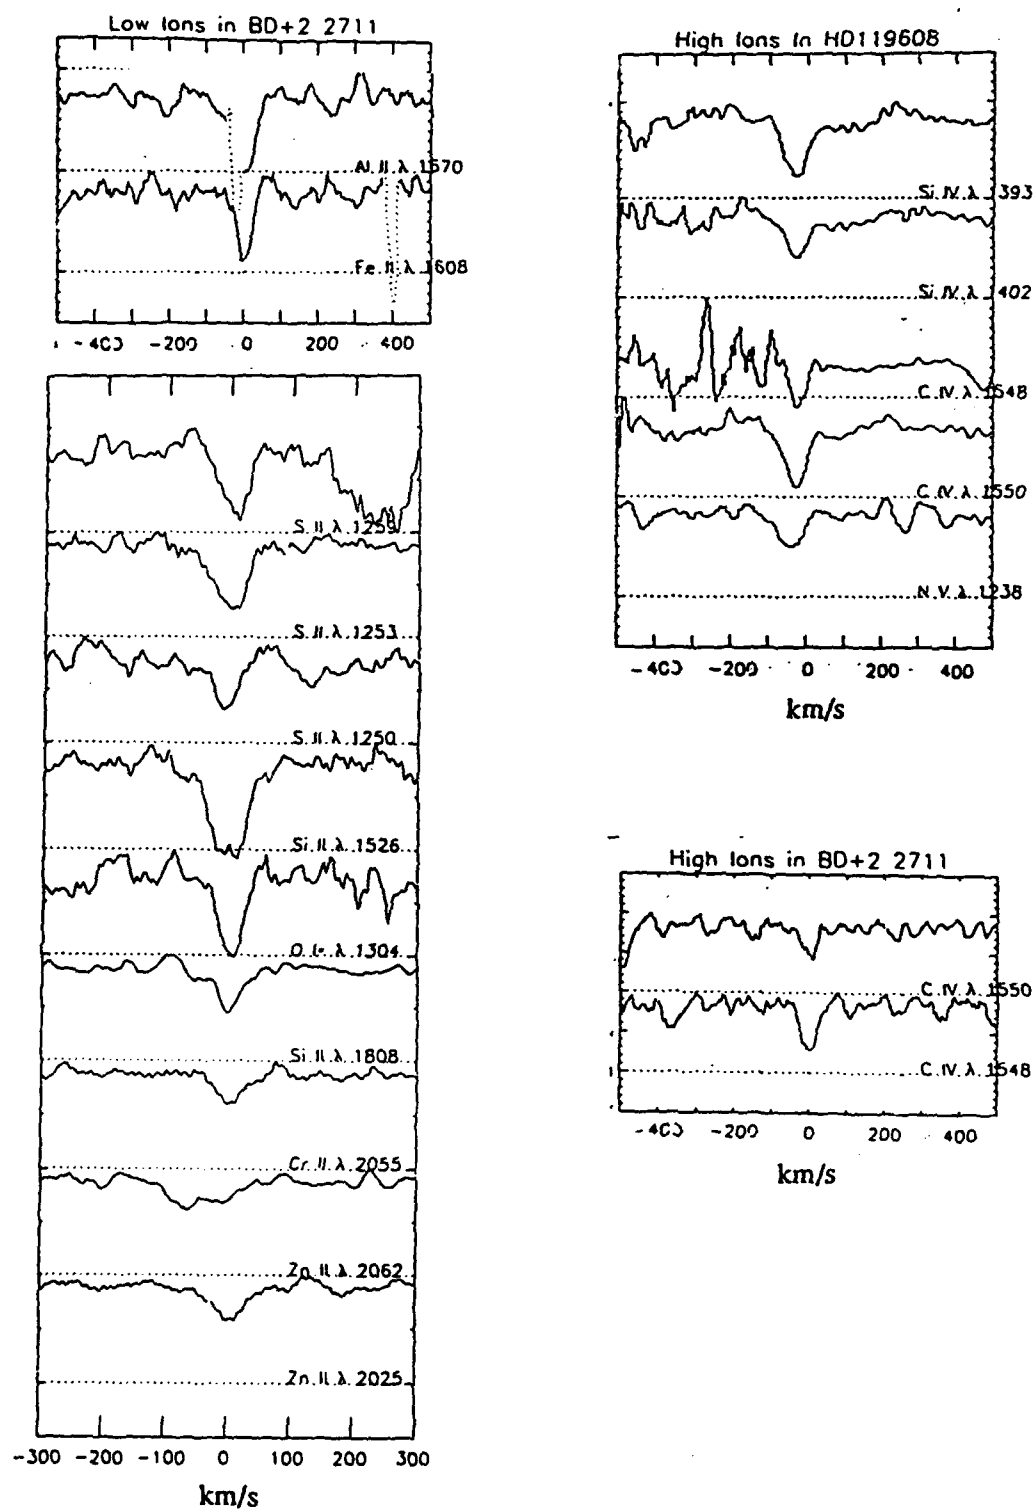 Low Ions in BD+2 2711
Al II λ 1670
Fe II λ 1608
-400 -200 0 200 400
S II λ 1259
S II λ 1253
S II λ 1250
Si II λ 1526
O I λ 1304
Si II λ 1808
Cr II λ 2055
Zn II λ 2062
Zn II λ 2025
-300 -200 -100 0 100 200 300
km/s
High Ions In HD119608
Si IV λ 1393
Si IV λ 1402
C IV λ 1548
C IV λ 1550
N V λ 1238
-400 -200 0 200 400
km/s
High Ions in BD+2 2711
C IV λ 1550
C IV λ 1548
-400 -200 0 200 400
km/s